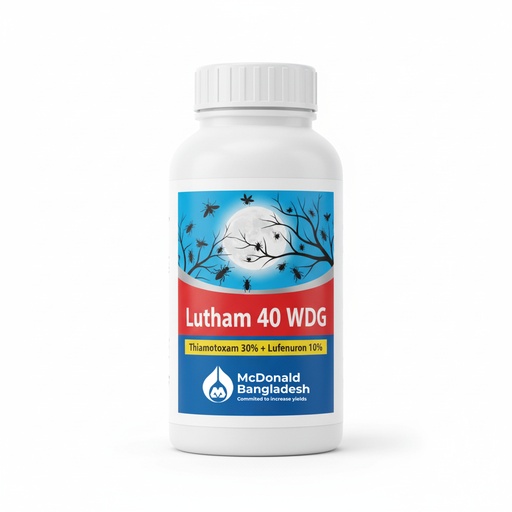 Lutham 40 WDG
Thiamotoxam 30% + Lufenuron 10%
McDonald
Bangladesh
Commited to increase yields